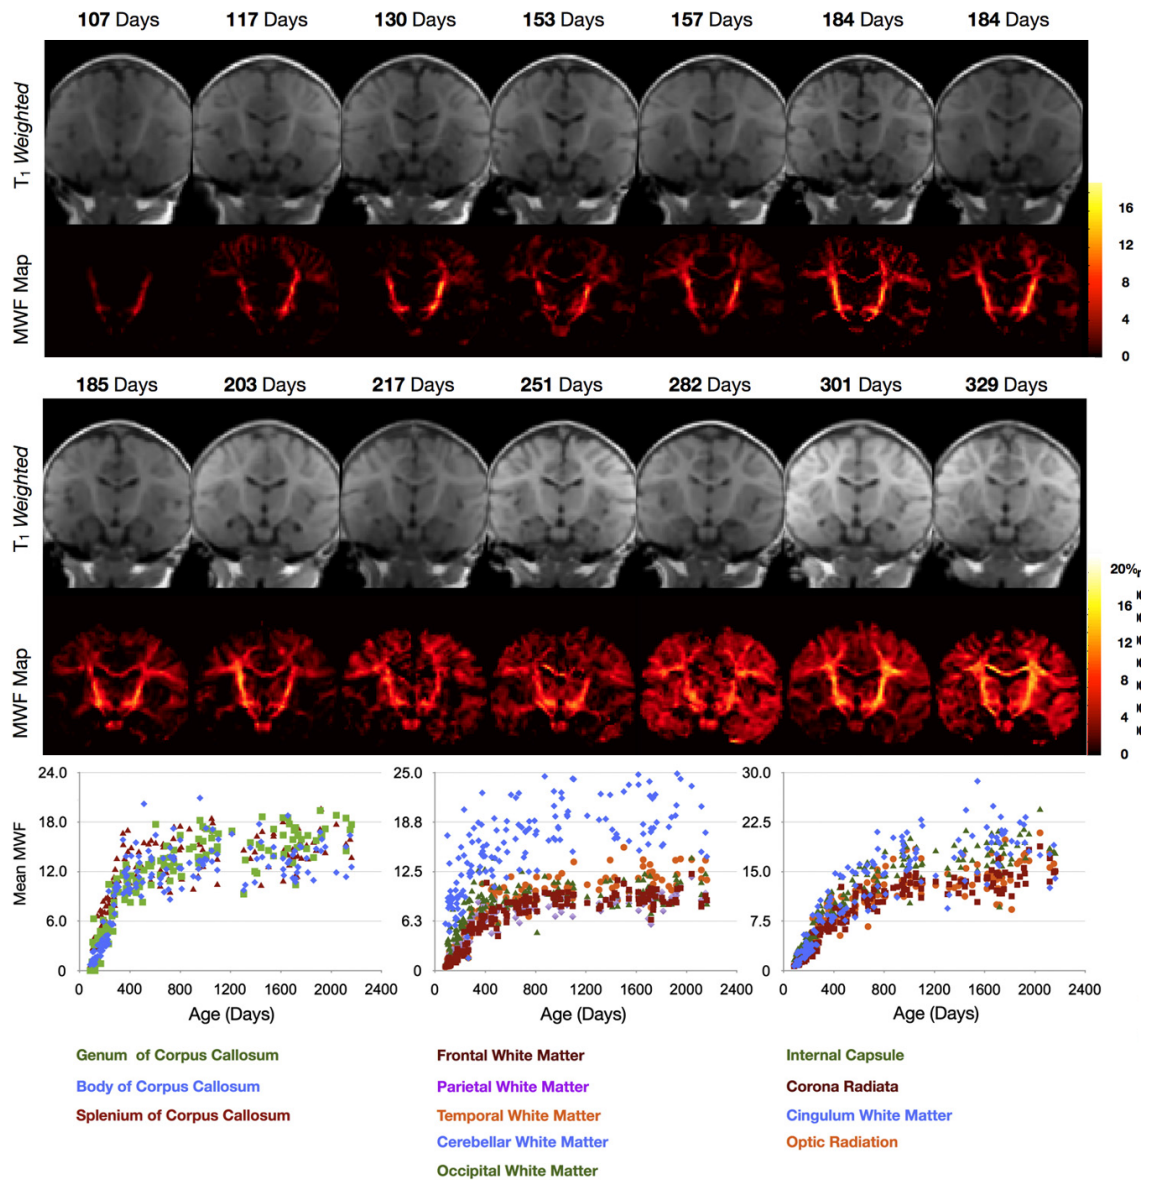 107 Days 117 Days 130 Days 153 Days 157 Days 184 Days 184 Days
T1 Weighted
MWF Map
16
12
8
4
0
185 Days 203 Days 217 Days 251 Days 282 Days 301 Days 329 Days
T1 Weighted
MWF Map
20%
16
12
8
4
0
Mean MWF
24.0
18.0
12.0
6.0
0
0 400 800 1200 1600 2000 2400
Age (Days)
25.0
18.8
12.5
6.3
0
0 400 800 1200 1600 2000 2400
Age (Days)
30.0
22.5
15.0
7.5
0
0 400 800 1200 1600 2000 2400
Age (Days)
Genum of Corpus Callosum
Body of Corpus Callosum
Splenium of Corpus Callosum
Frontal White Matter
Parietal White Matter
Temporal White Matter
Cerebellar White Matter
Occipital White Matter
Internal Capsule
Corona Radiata
Cingulum White Matter
Optic Radiation